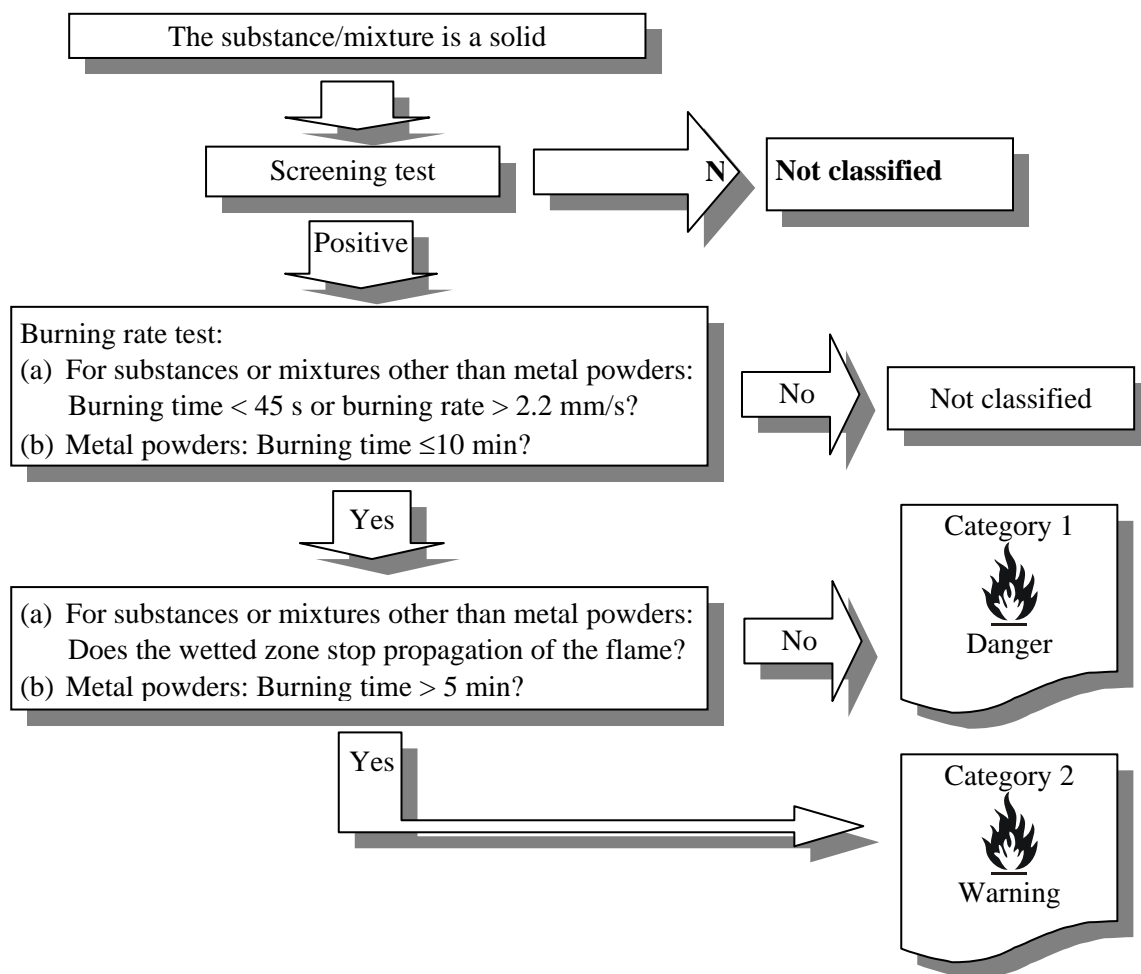 The substance/mixture is a solid
Screening test
N
Not classified
Positive
Burning rate test:
(a) For substances or mixtures other than metal powders:
Burning time < 45 s or burning rate > 2.2 mm/s?
(b) Metal powders: Burning time ≤10 min?
No
Not classified
Yes
Category 1
Danger
(a) For substances or mixtures other than metal powders:
Does the wetted zone stop propagation of the flame?
(b) Metal powders: Burning time > 5 min?
No
Yes
Category 2
Warning